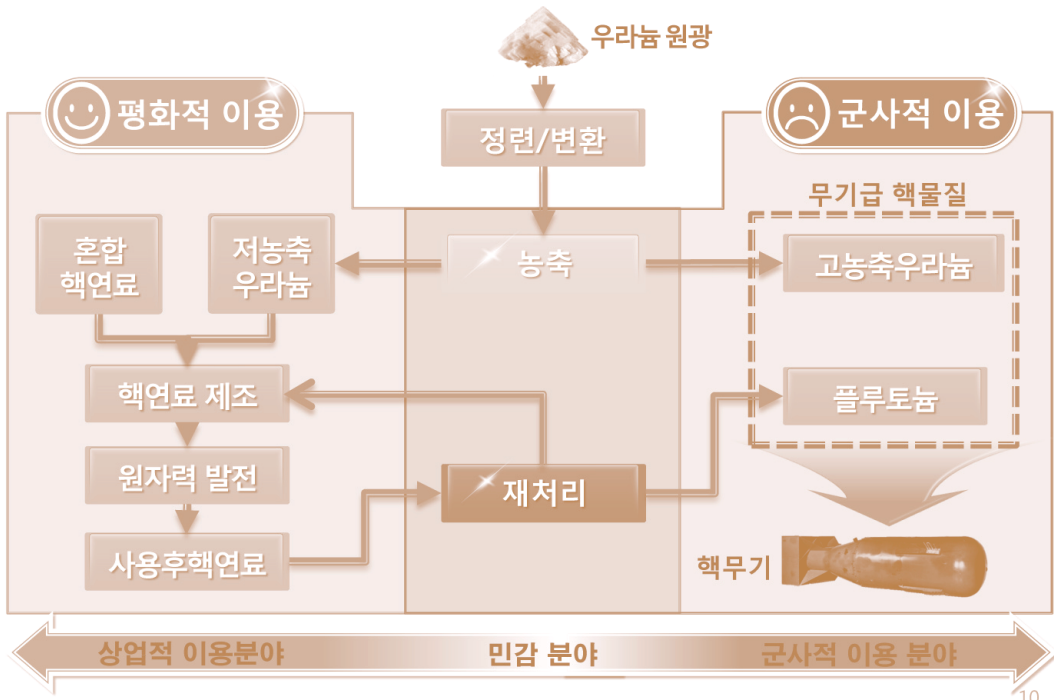 우라늄 원광
평화적 이용
정련/변환
군사적 이용
무기급 핵물질
혼합
핵연료
저농축
우라늄
농축
고농축우라늄
핵연료 제조
플루토늄
원자력 발전
재처리
사용후핵연료
핵무기
상업적 이용분야
민감 분야
군사적 이용 분야
10